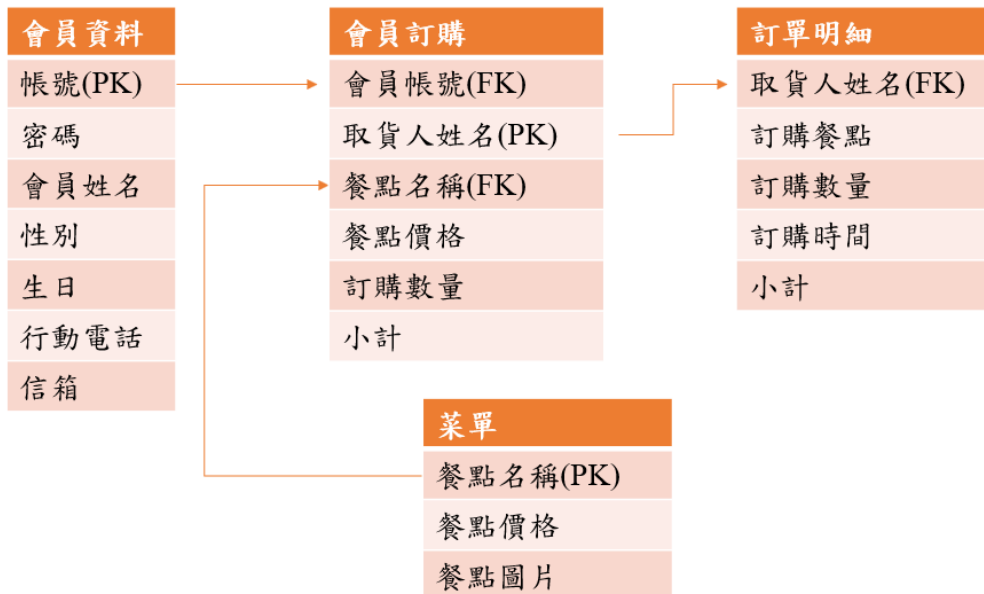 會員資料
帳號(PK)
密碼
會員姓名
性別
生日
行動電話
信箱
會員訂購
會員帳號(FK)
取貨人姓名(PK)
餐點名稱(FK)
餐點價格
訂購數量
小計
訂單明細
取貨人姓名(FK)
訂購餐點
訂購數量
訂購時間
小計
菜單
餐點名稱(PK)
餐點價格
餐點圖片